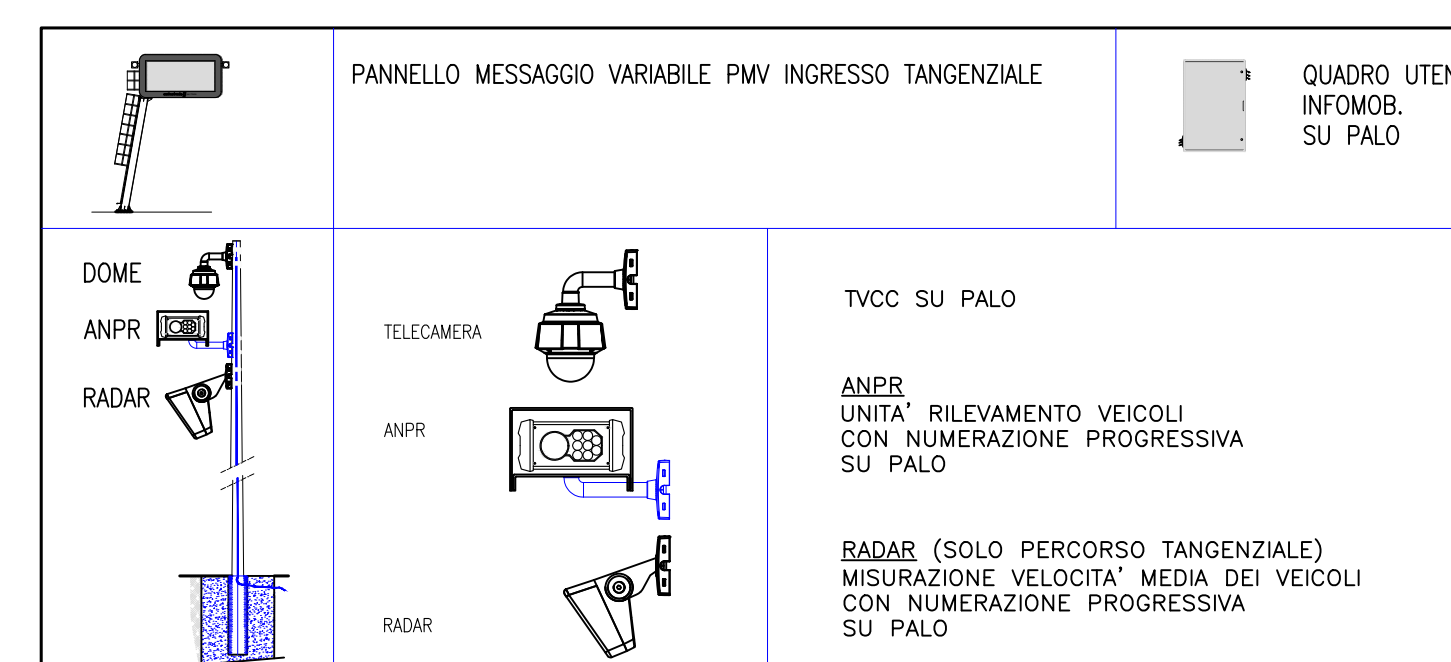 PANNELLO MESSAGGIO VARIABILE PMV INGRESSO TANGENZIALE
QUADRO
INFOMOB.
SU PALO
DOME
ANPR
RADAR
TELECAMERA
ANPR
RADAR
TVCC SU PALO
ANPR
UNITA' RILEVAMENTO VEICOLI
CON NUMERAZIONE PROGRESSIVA
SU PALO
RADAR (SOLO PERCORSO TANGENZIALE)
MISURAZIONE VELOCITA' MEDIA DEI VEICOLI
CON NUMERAZIONE PROGRESSIVA
SU PALO